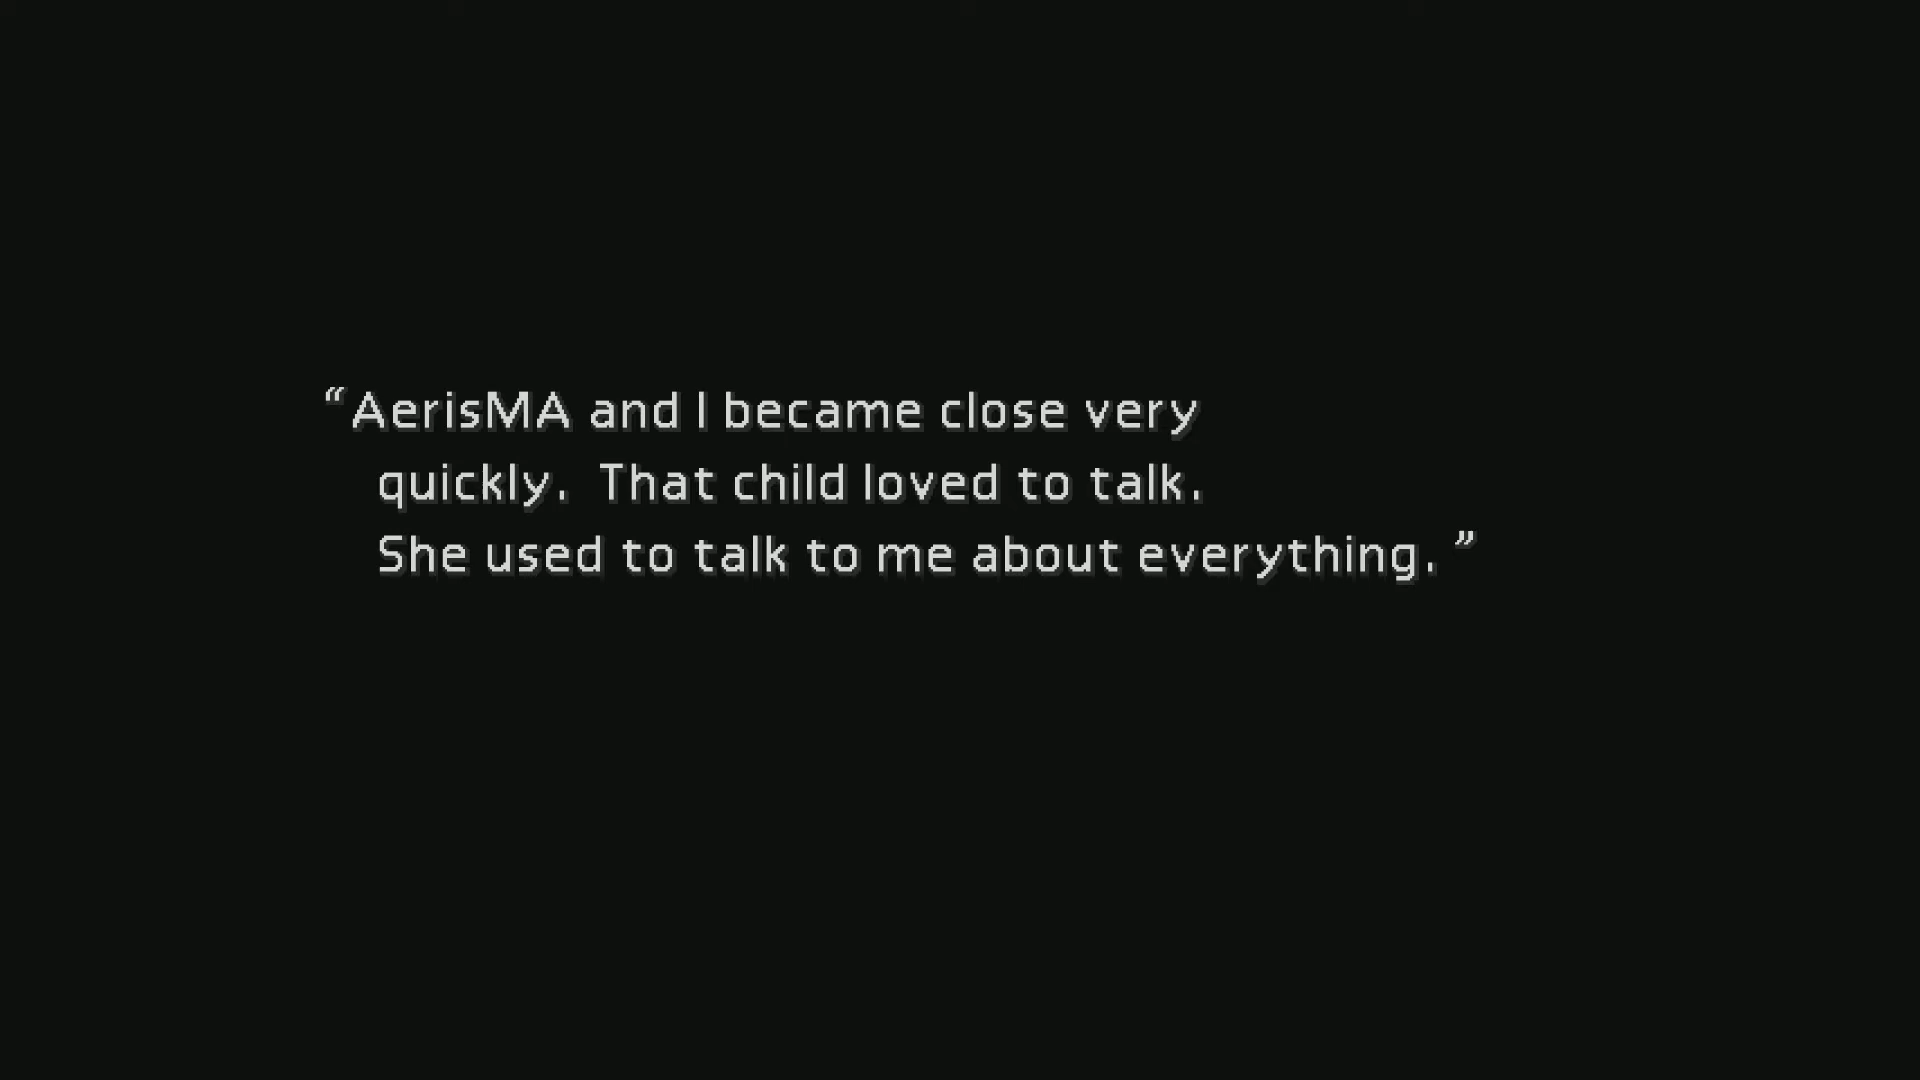 “AerisMA and I became close very
quickly. That child loved to talk.
She used to talk to me about everything.”